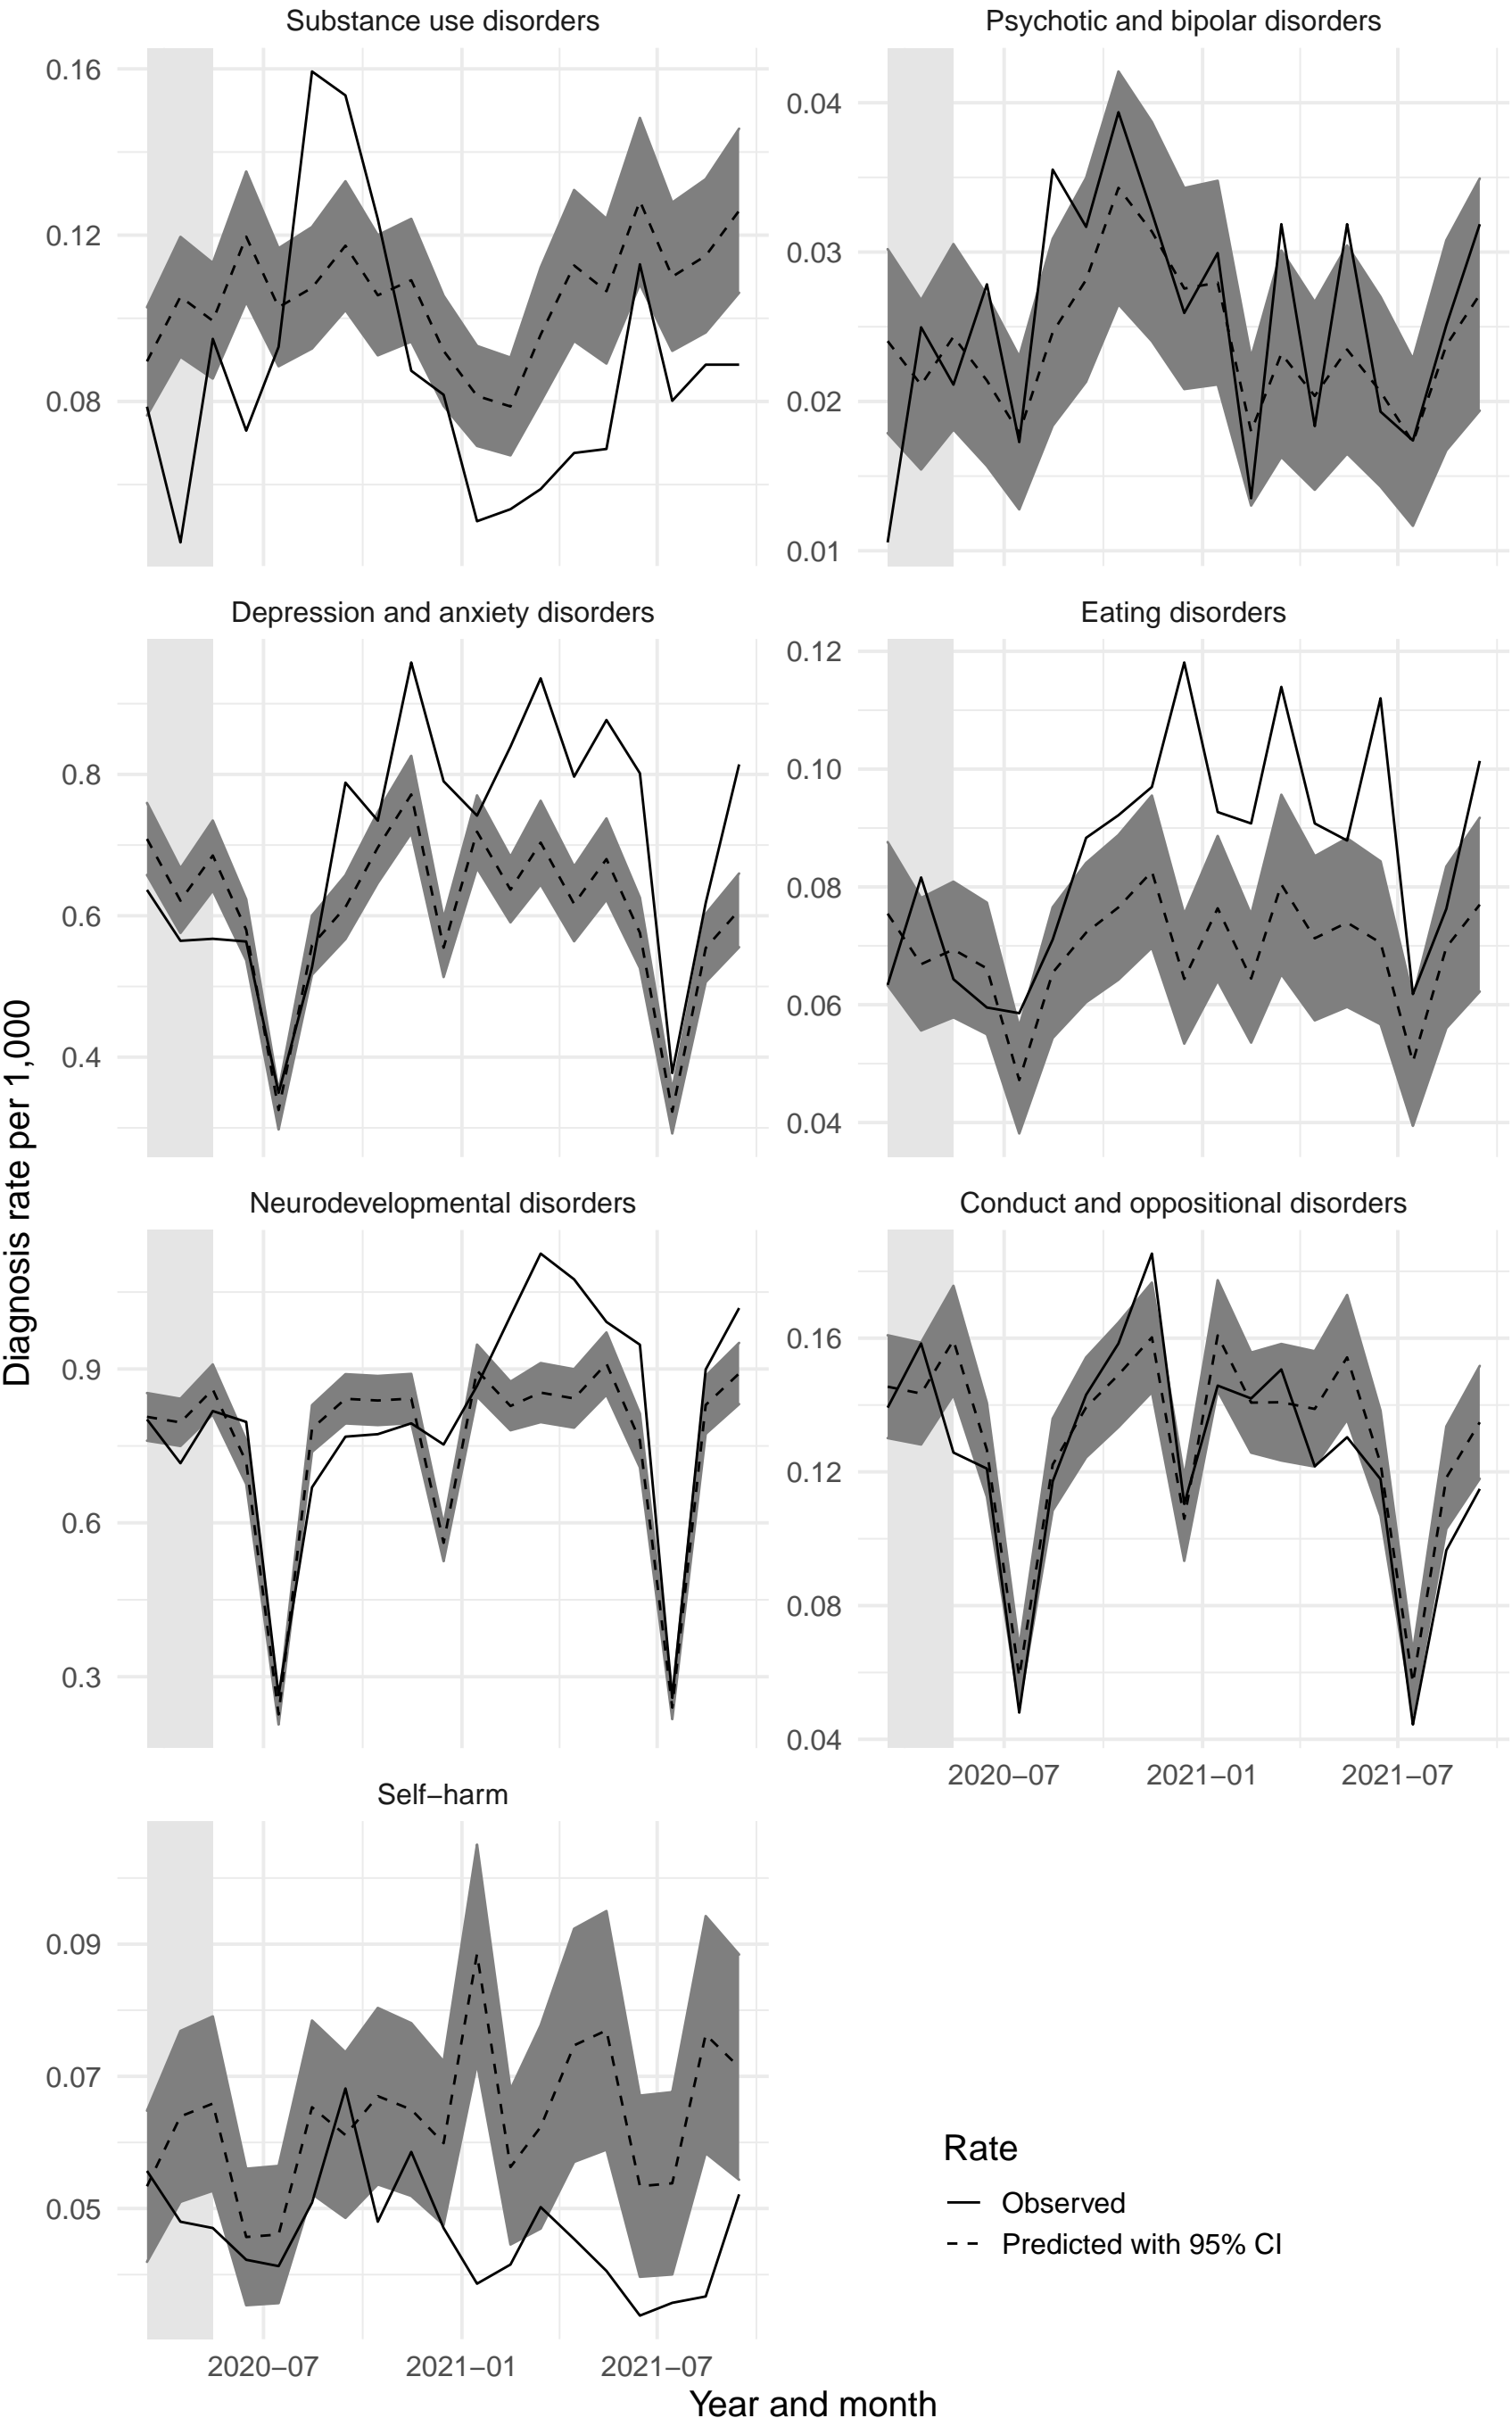 Substance use disorders
Psychotic and bipolar disorders
0.16
0.12
0.08
0.04
0.03
0.02
0.01
Depression and anxiety disorders
Eating disorders
0.8
0.6
0.4
0.12
0.10
0.08
0.06
0.04
Diagnosis rate per 1,000
Neurodevelopmental disorders
Conduct and oppositional disorders
0.9
0.6
0.3
0.16
0.12
0.08
0.04
2020−07 2021−01 2021−07
Self−harm
0.09
0.07
0.05
2020−07 2021−01 2021−07
Rate
Observed
Predicted with 95% CI
Year and month